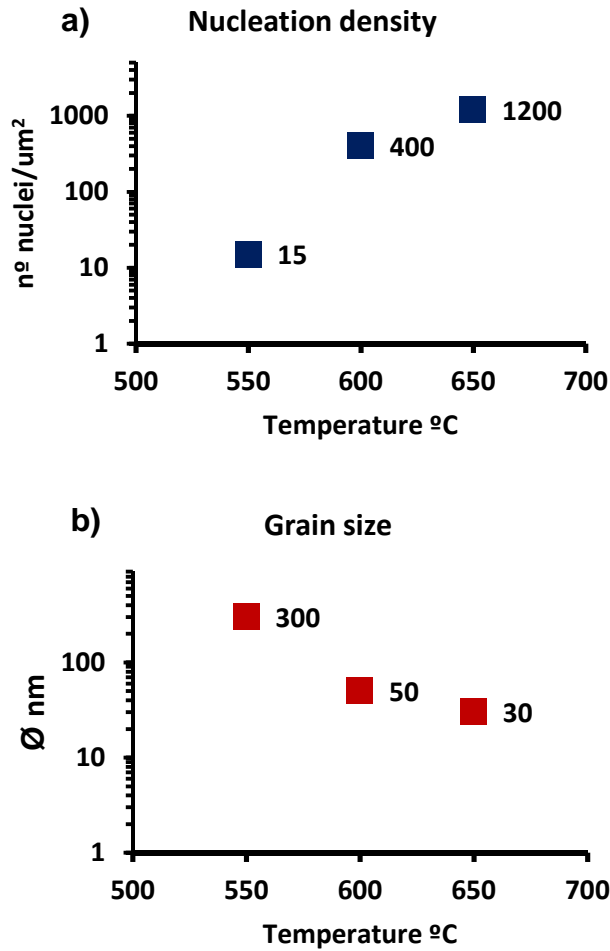 a) Nucleation density
nº nuclei/um²
1000
100
10
1
1200
400
15
500 550 600 650 700
Temperature ºC
b) Grain size
Ø nm
100
10
1
300
50
30
500 550 600 650 700
Temperature ºC